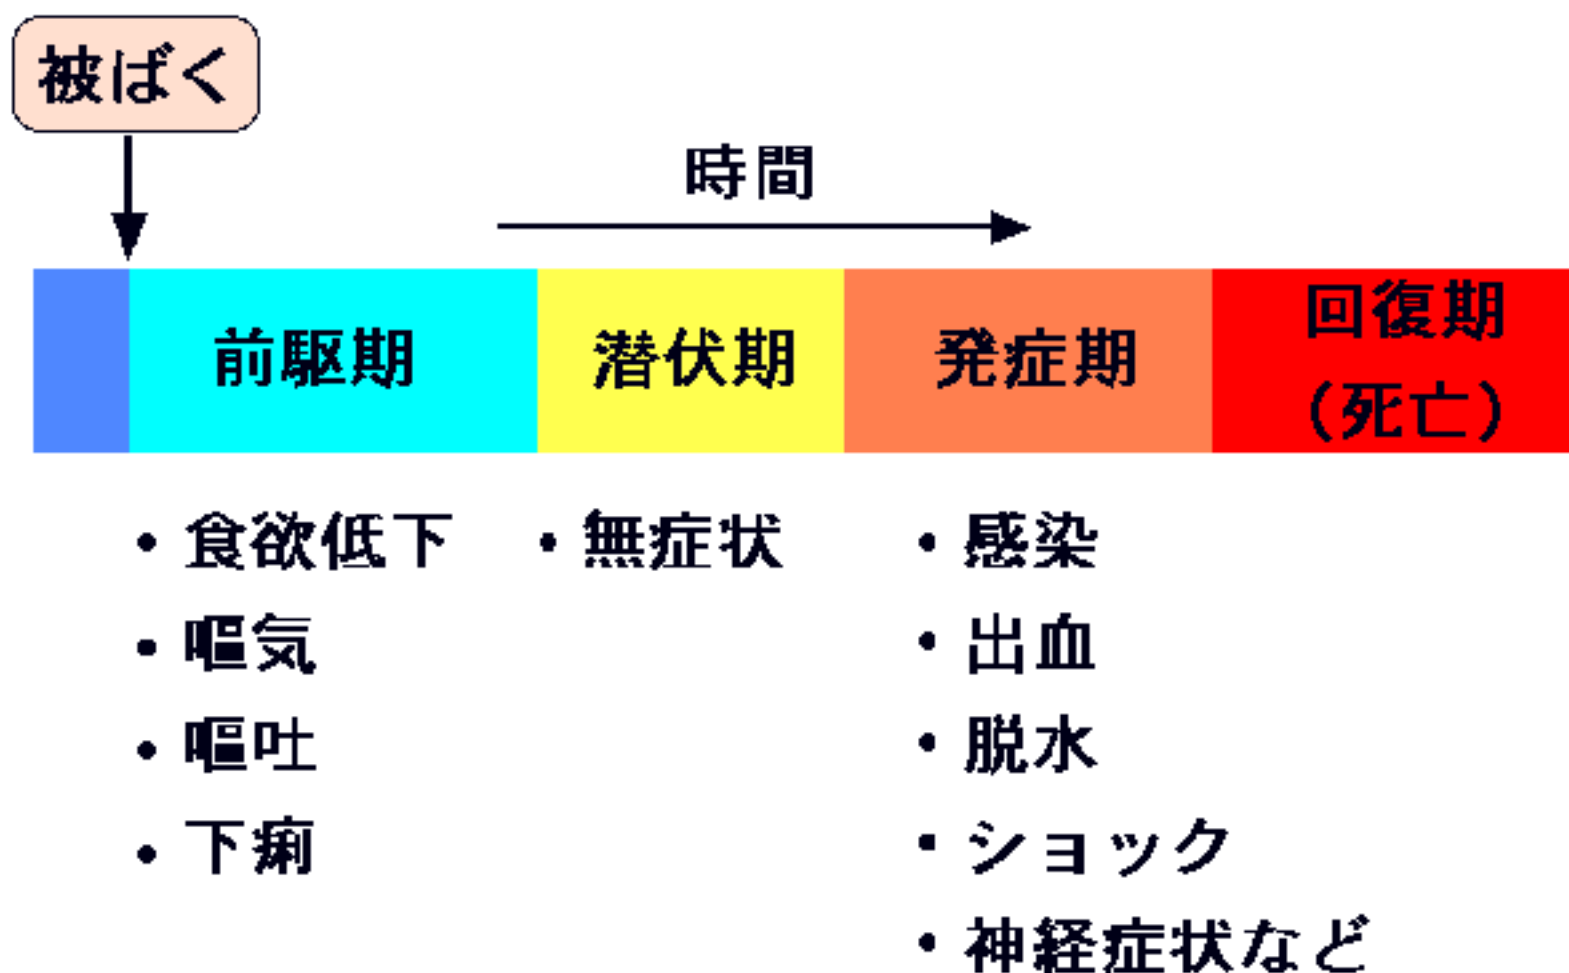 被ばく
時間
前駆期
潜伏期
発症期
回復期
(死亡)
・食欲低下
・嘔気
・嘔吐
・下痢
・無症状
・感染
・出血
・脱水
・ショック
・神経症状など